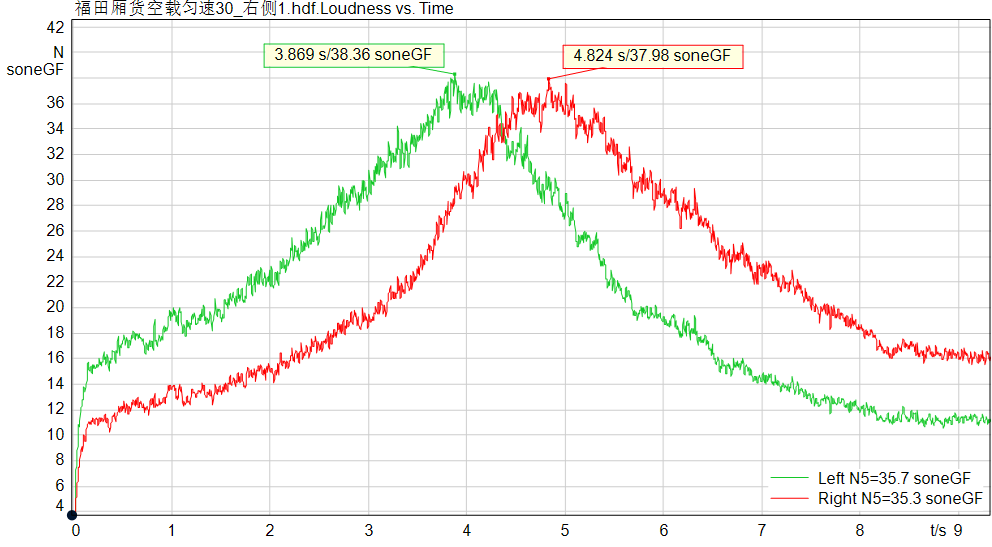 福田厢货空载匀速30_右侧1.hdf.Loudness vs. Time
42
N
soneGF
36
34
32
30
28
26
24
22
20
18
16
14
12
10
8
6
4
3.869 s/38.36 soneGF
4.824 s/37.98 soneGF
Left N5=35.7 soneGF
Right N5=35.3 soneGF
0 1 2 3 4 5 6 7 8 t/s 9